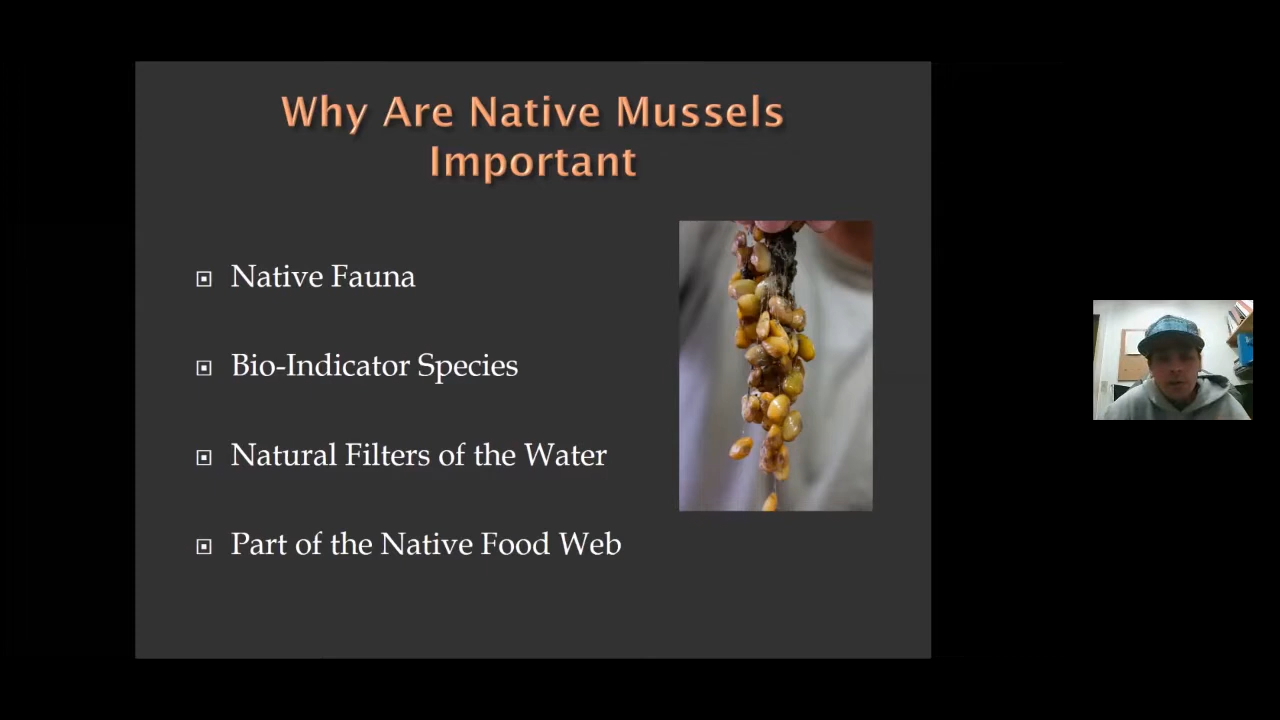 Why Are Native Mussels
Important
Native Fauna
Bio-Indicator Species
Natural Filters of the Water
Part of the Native Food Web